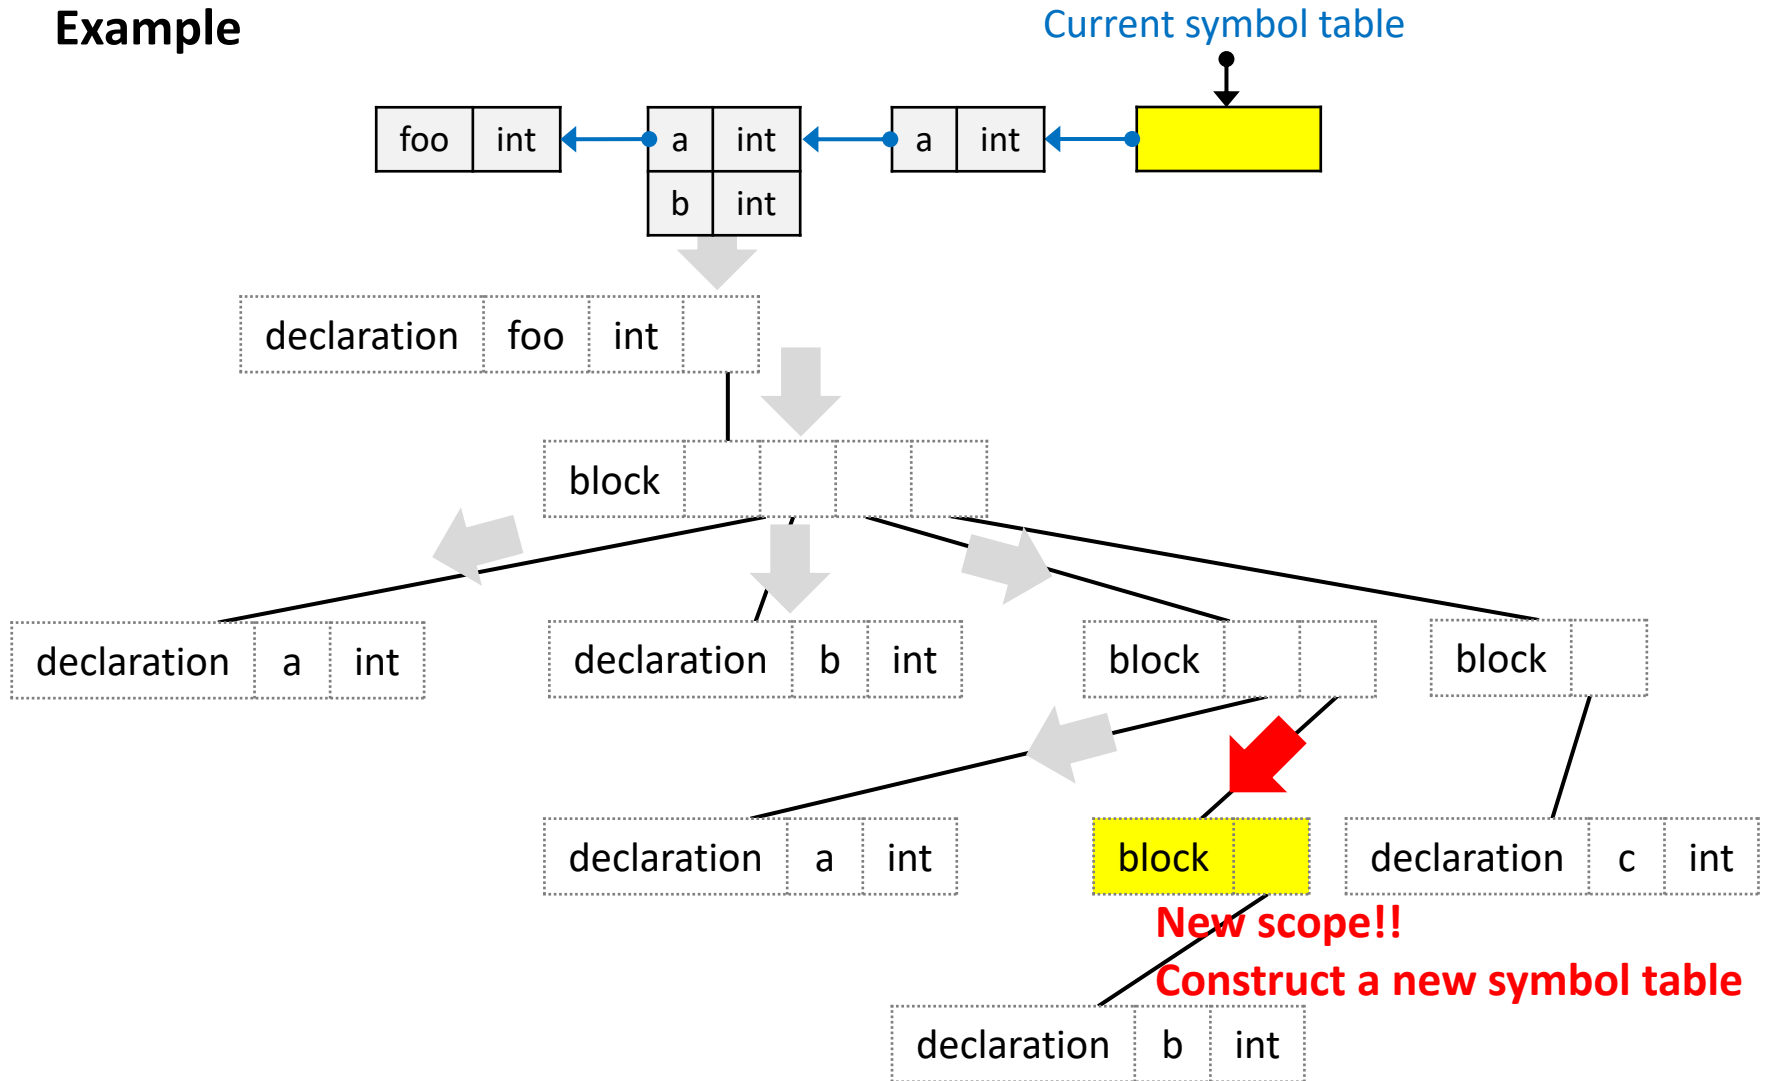 Example
Current symbol table
foo int a int a int
b int
declaration foo int
block
declaration a int declaration b int block block
declaration a int block declaration c int
New scope!!
Construct a new symbol table
declaration b int